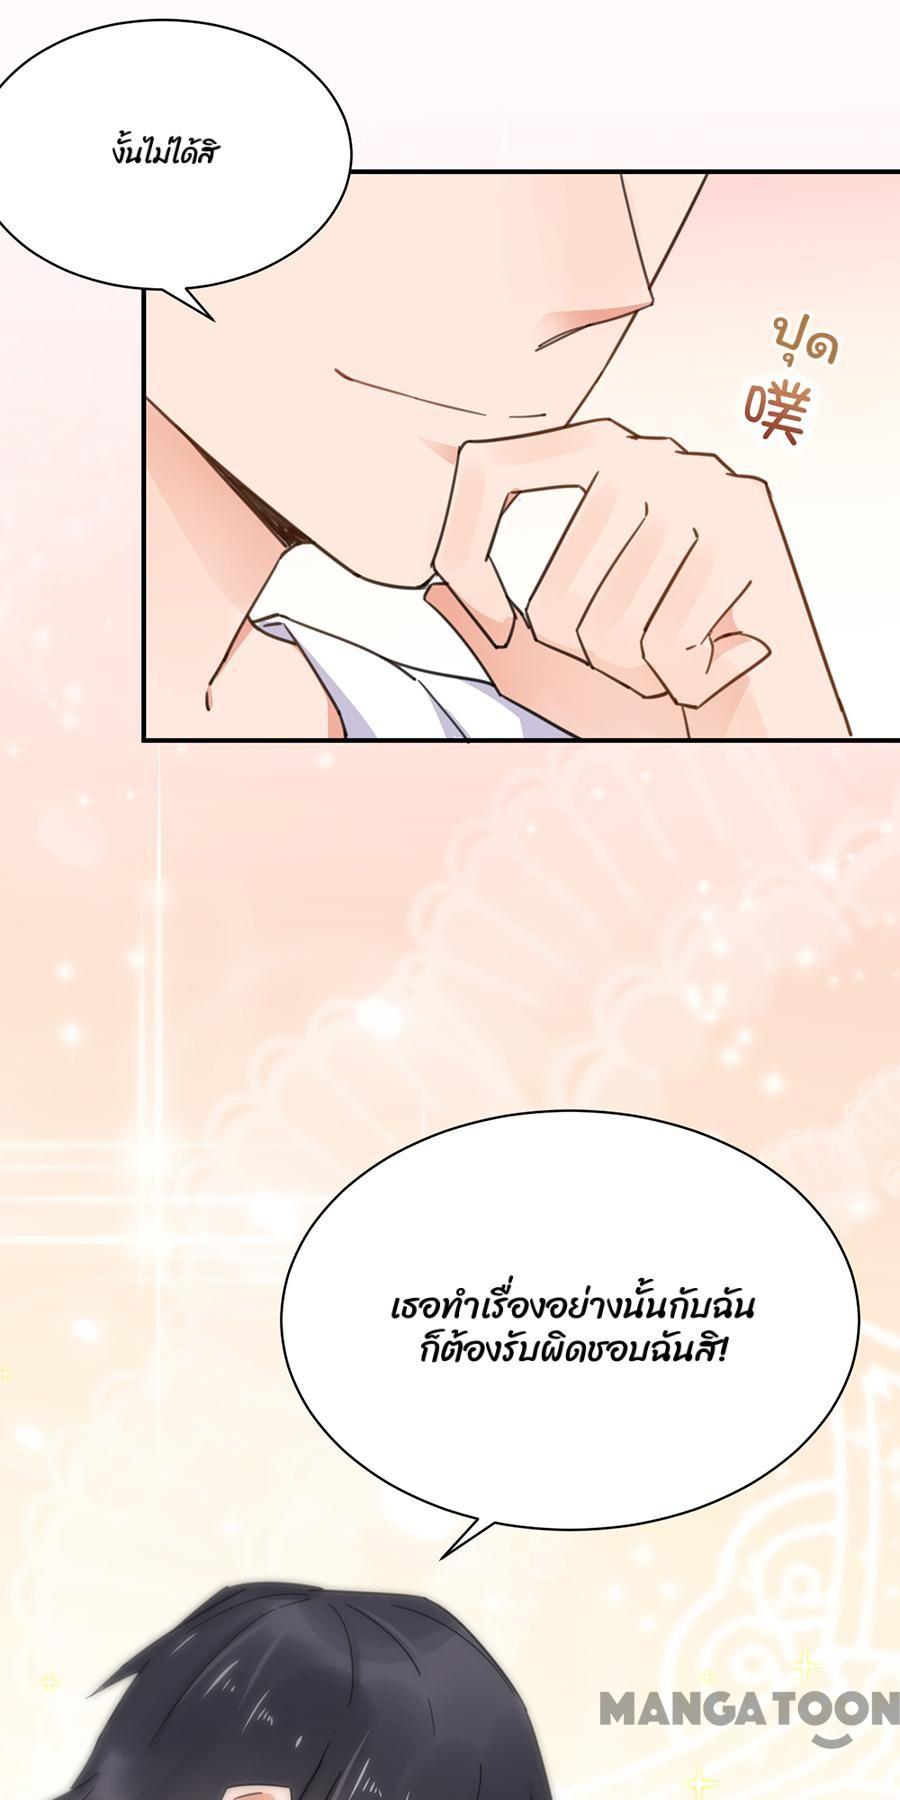 งั้นไม่ได้สิ
ปุด
噗
เธอทำเรื่องอย่างนั้นกับฉัน
ก็ต้องรับผิดชอบฉันสิ!
MANGATOON